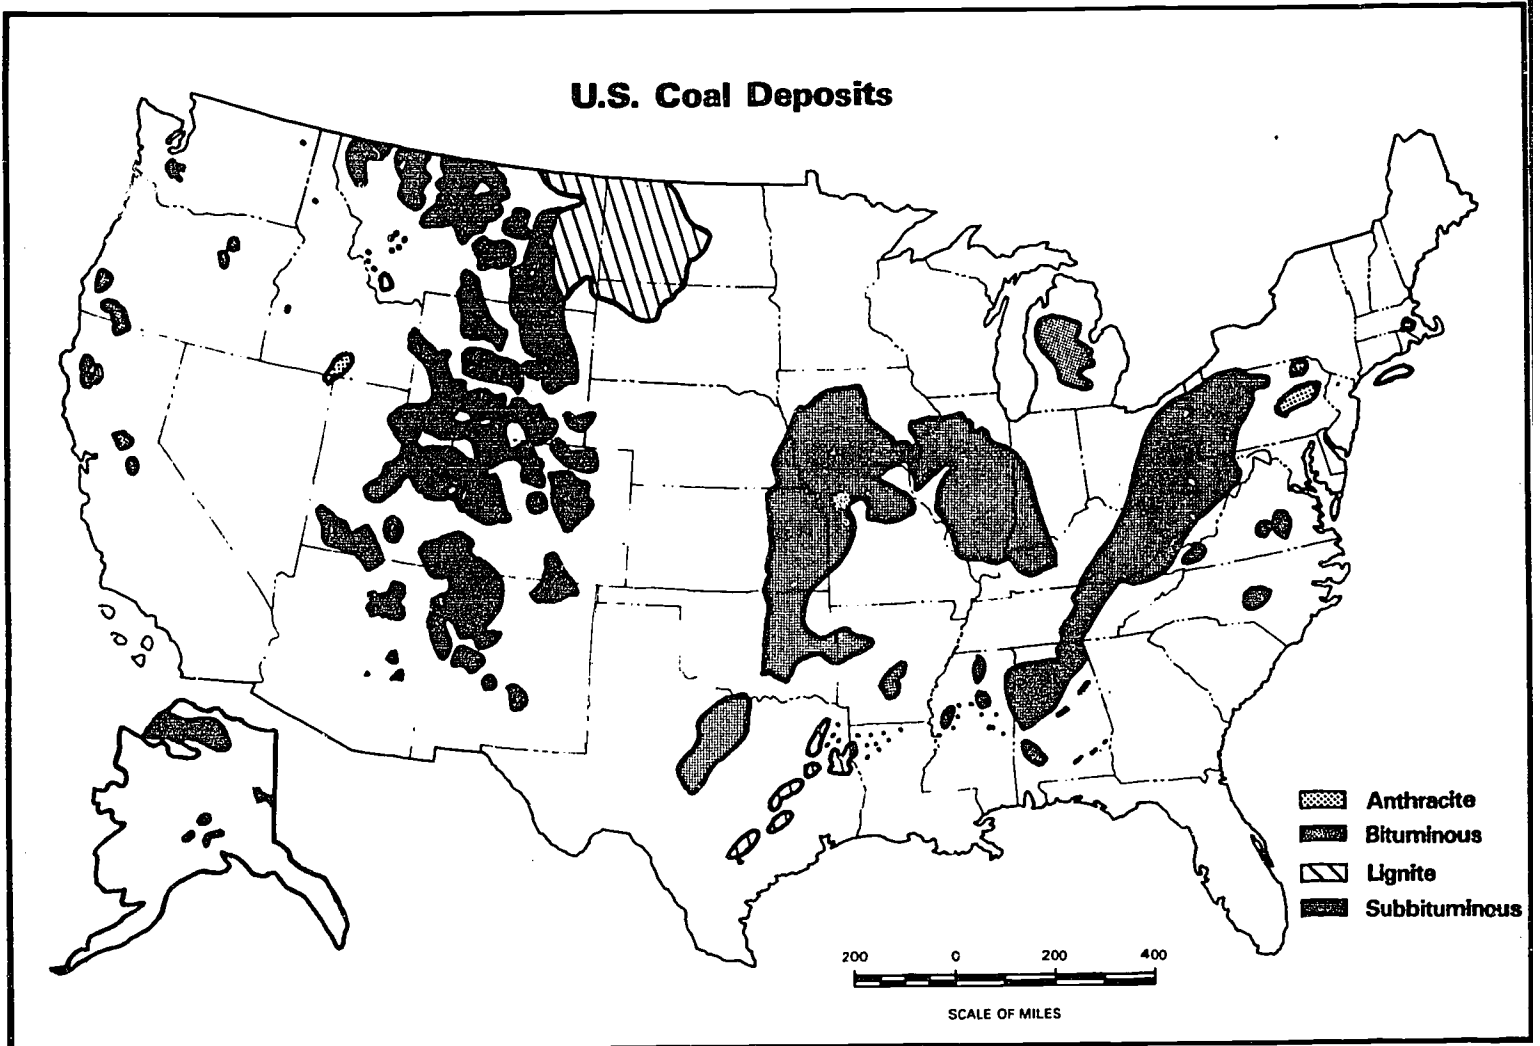 U.S. Coal Deposits
Anthracite
Bituminous
Lignite
Subbituminous
200 0 200 400
SCALE OF MILES